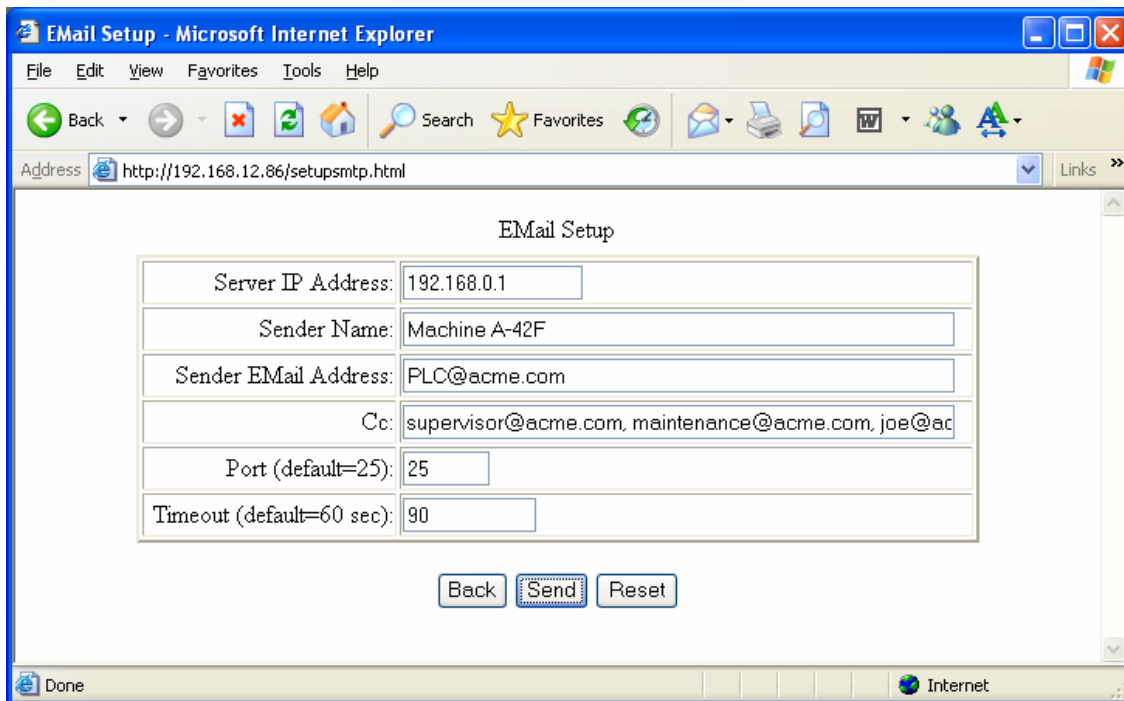 EMail Setup - Microsoft Internet Explorer
File Edit View Favorites Tools Help
Back Search Favorites
Address http://192.168.12.86/setupsmtp.html Links »
EMail Setup
Server IP Address: 192.168.0.1
Sender Name: Machine A-42F
Sender EMail Address: PLC@acme.com
Cc: supervisor@acme.com, maintenance@acme.com, joe@ac
Port (default=25): 25
Timeout (default=60 sec): 90
Back Send Reset
Done Internet